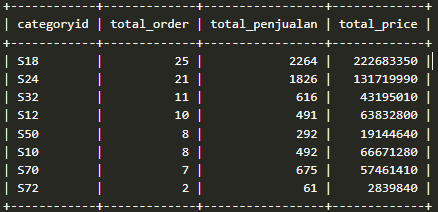 +------------+-------------+-----------------+-------------+
| categoryid | total_order | total_penjualan | total_price |
+------------+-------------+-----------------+-------------+
| S18        |          25 |            2264 |   222683350 |
| S24        |          21 |            1826 |   131719990 |
| S32        |          11 |             616 |    43195010 |
| S12        |          10 |             491 |    63832800 |
| S50        |           8 |             292 |    19144640 |
| S10        |           8 |             492 |    66671280 |
| S70        |           7 |             675 |    57461410 |
| S72        |           2 |              61 |     2839840 |
+------------+-------------+-----------------+-------------+